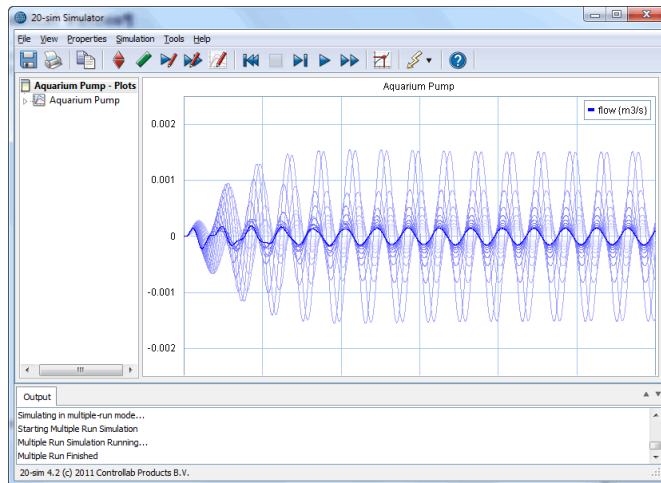 20-sim Simulator
File View Properties Simulation Tools Help
Aquarium Pump - Plots
Aquarium Pump
Aquarium Pump
flow {m3/s}
0.002
0.001
0
-0.001
-0.002
Output
Simulating in multiple-run mode...
Starting Multiple Run Simulation
Multiple Run Simulation Running...
Multiple Run Finished
20-sim 4.2 (c) 2011 Controllab Products B.V.